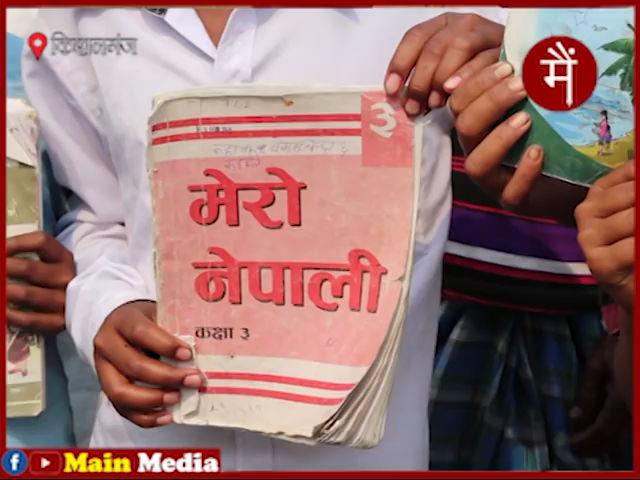 किशनगंज
मैं
३
मेरो
नेपाली
कक्षा ३
Main Media